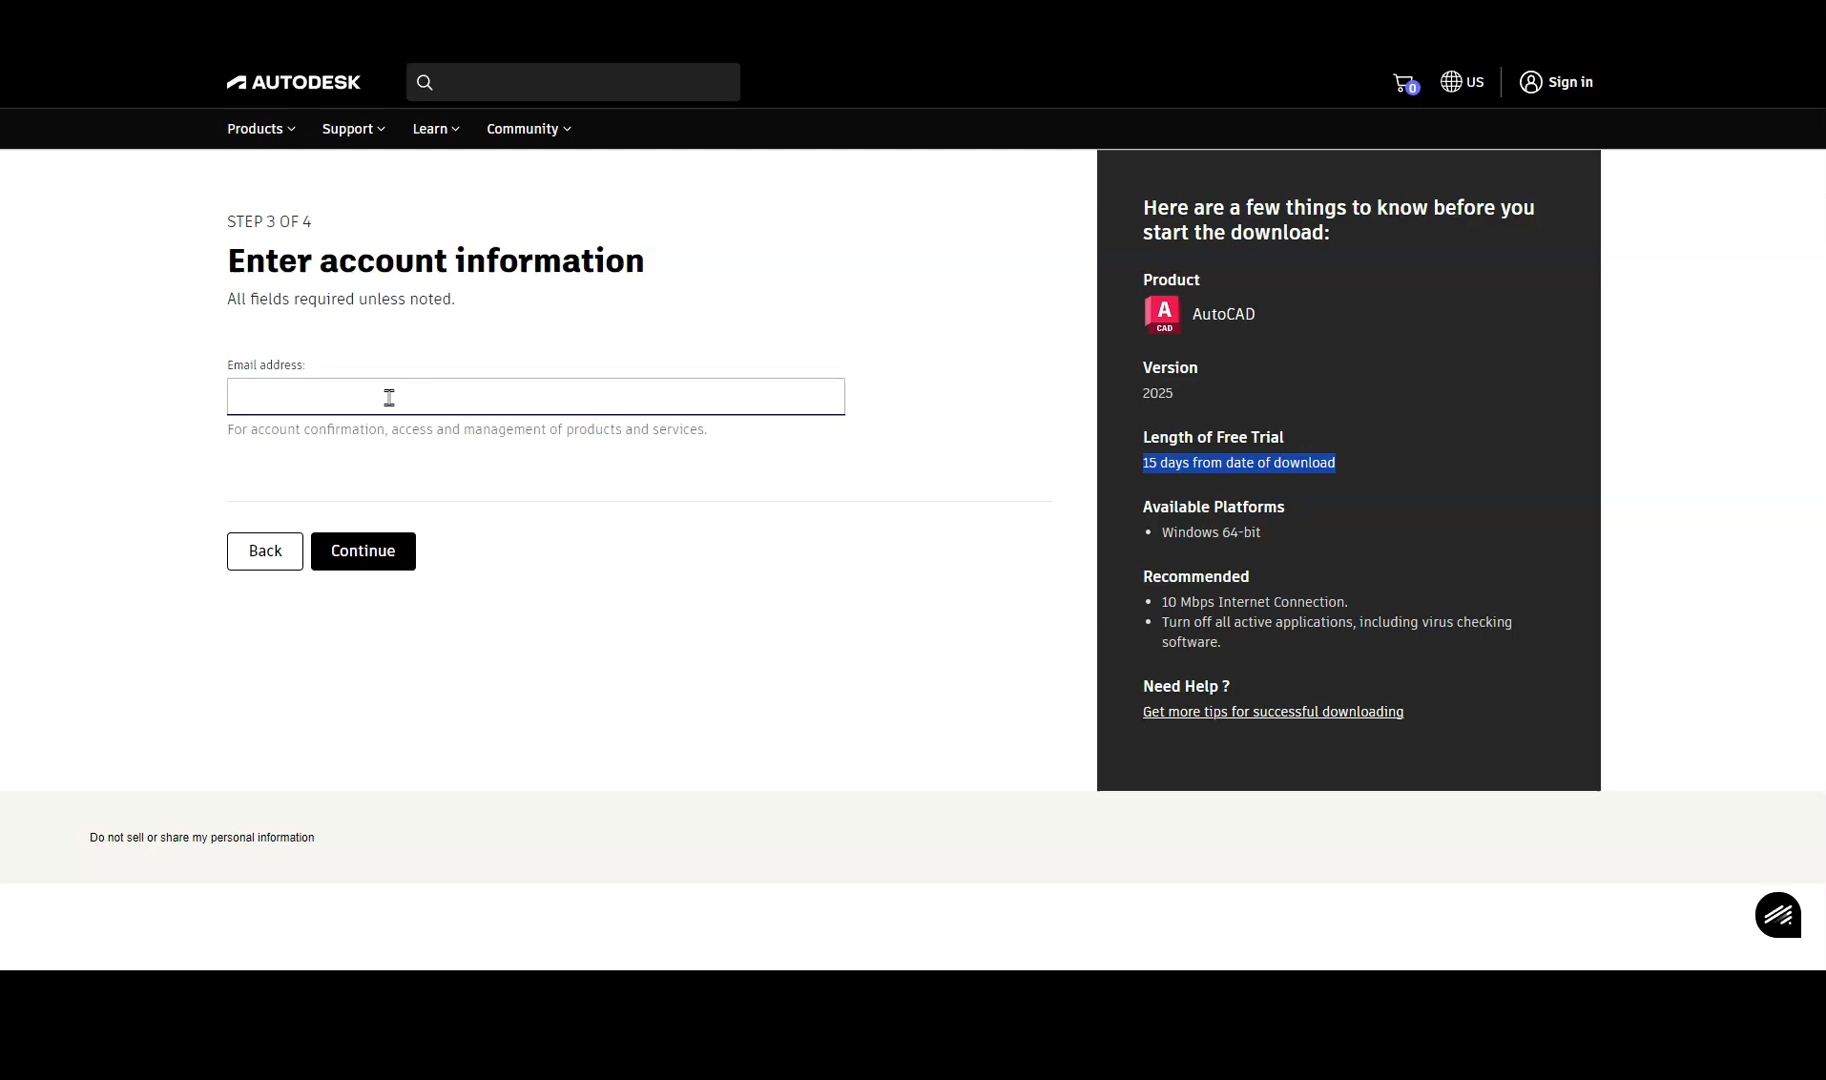 AUTODESK
0
US
Sign in
Products
Support
Learn
Community
STEP 3 OF 4
Enter account information
All fields required unless noted.
Email address:
For account confirmation, access and management of products and services.
Back
Continue
Here are a few things to know before you
start the download:
Product
A
CAD
AutoCAD
Version
2025
Length of Free Trial
15 days from date of download
Available Platforms
• Windows 64-bit
Recommended
• 10 Mbps Internet Connection.
• Turn off all active applications, including virus checking
software.
Need Help ?
Get more tips for successful downloading
Do not sell or share my personal information